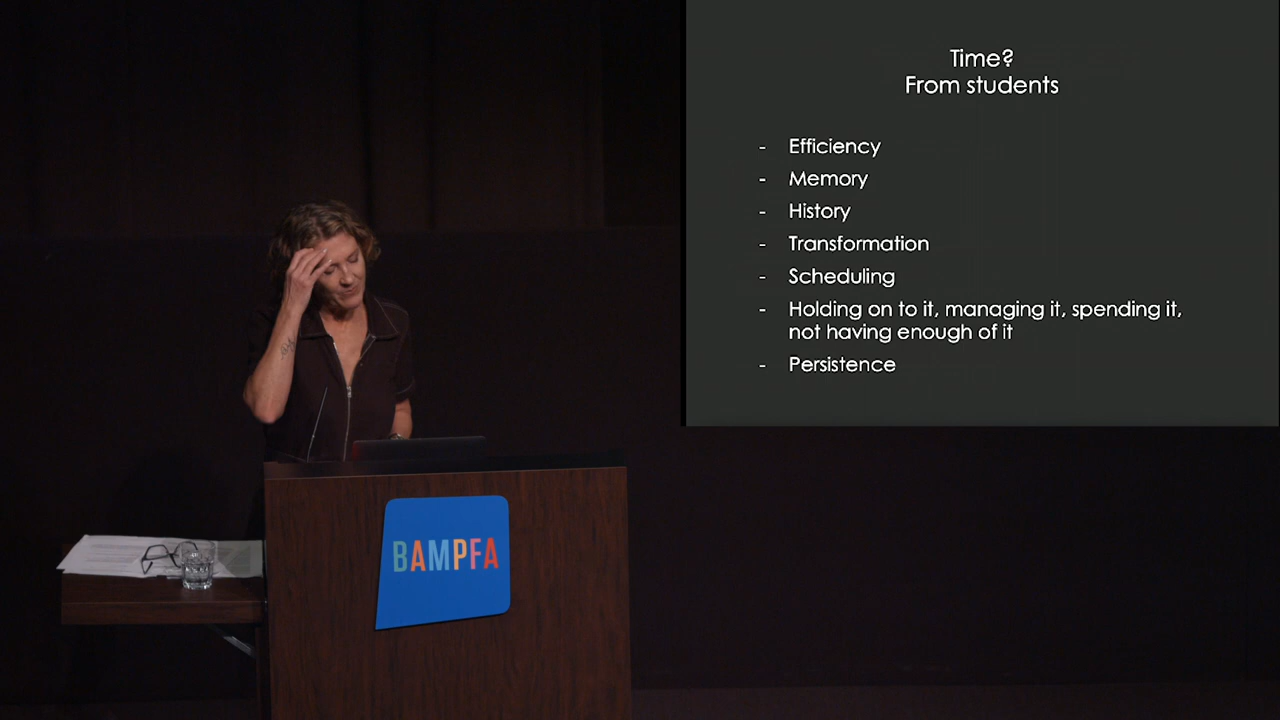 Time?
From students
- Efficiency
- Memory
- History
- Transformation
- Scheduling
- Holding on to it, managing it, spending it,
not having enough of it
- Persistence
BAMPFA